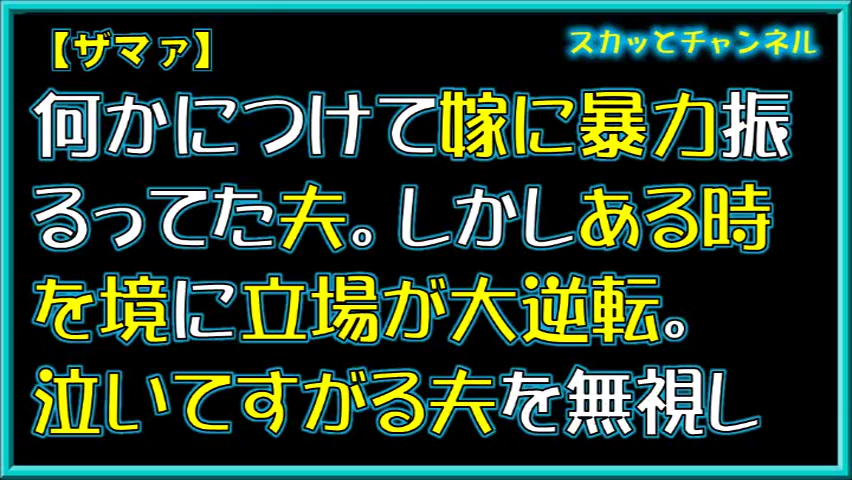 【ザマァ】
スカッとチャンネル
何かにつけて嫁に暴力振
るってた夫。しかしある時
を境に立場が大逆転。
泣いてすがる夫を無視し